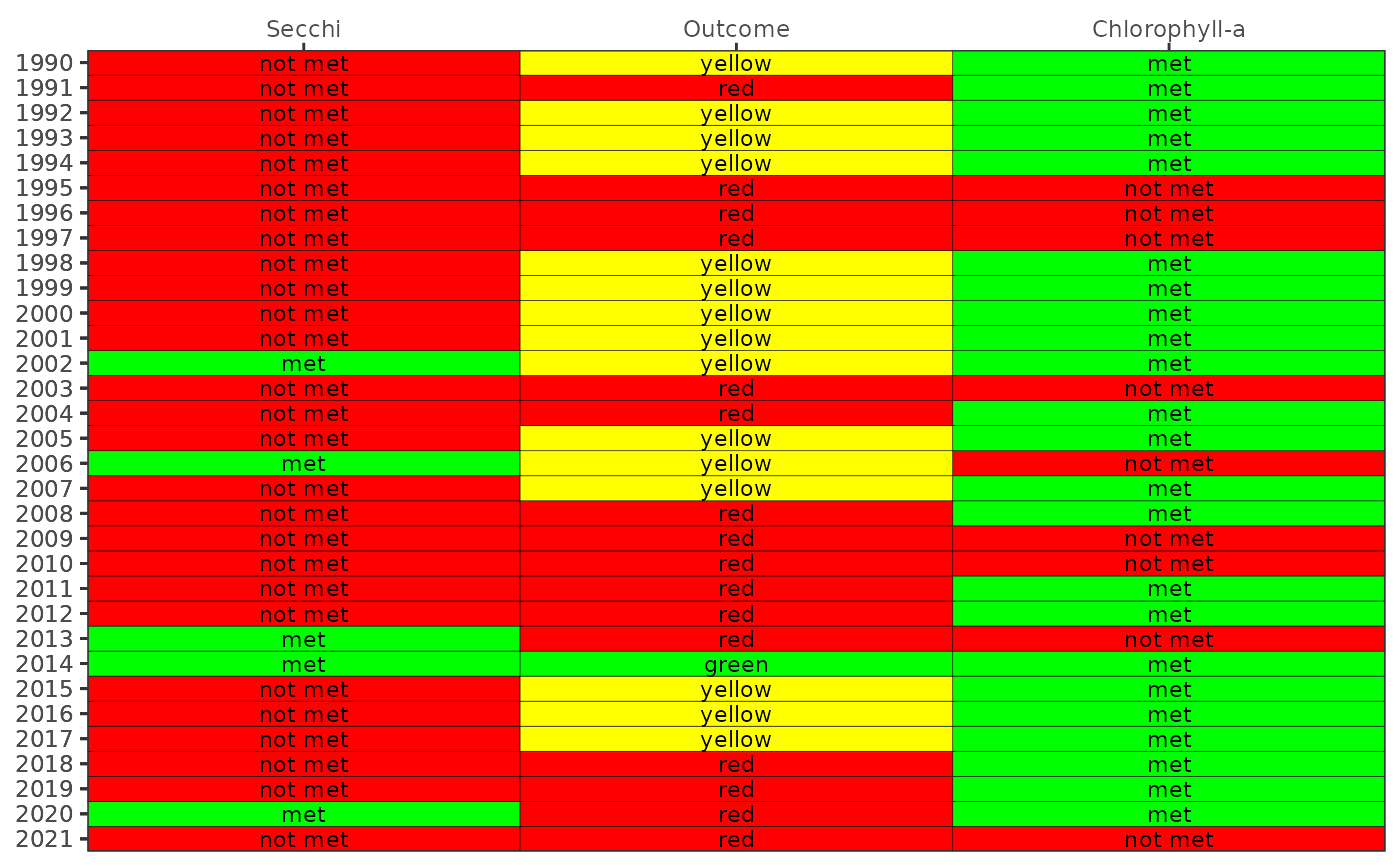 Secchi Outcome Chlorophyll-a
1990 not met yellow met
1991 not met red met
1992 not met yellow met
1993 not met yellow met
1994 not met yellow met
1995 not met red not met
1996 not met red not met
1997 not met red not met
1998 not met yellow met
1999 not met yellow met
2000 not met yellow met
2001 not met yellow met
2002 met yellow met
2003 not met red not met
2004 not met red met
2005 not met yellow met
2006 met yellow not met
2007 not met yellow met
2008 not met red met
2009 not met red not met
2010 not met red not met
2011 not met red met
2012 not met red met
2013 met red not met
2014 met green met
2015 not met yellow met
2016 not met yellow met
2017 not met yellow met
2018 not met red met
2019 not met red met
2020 met red met
2021 not met red not met